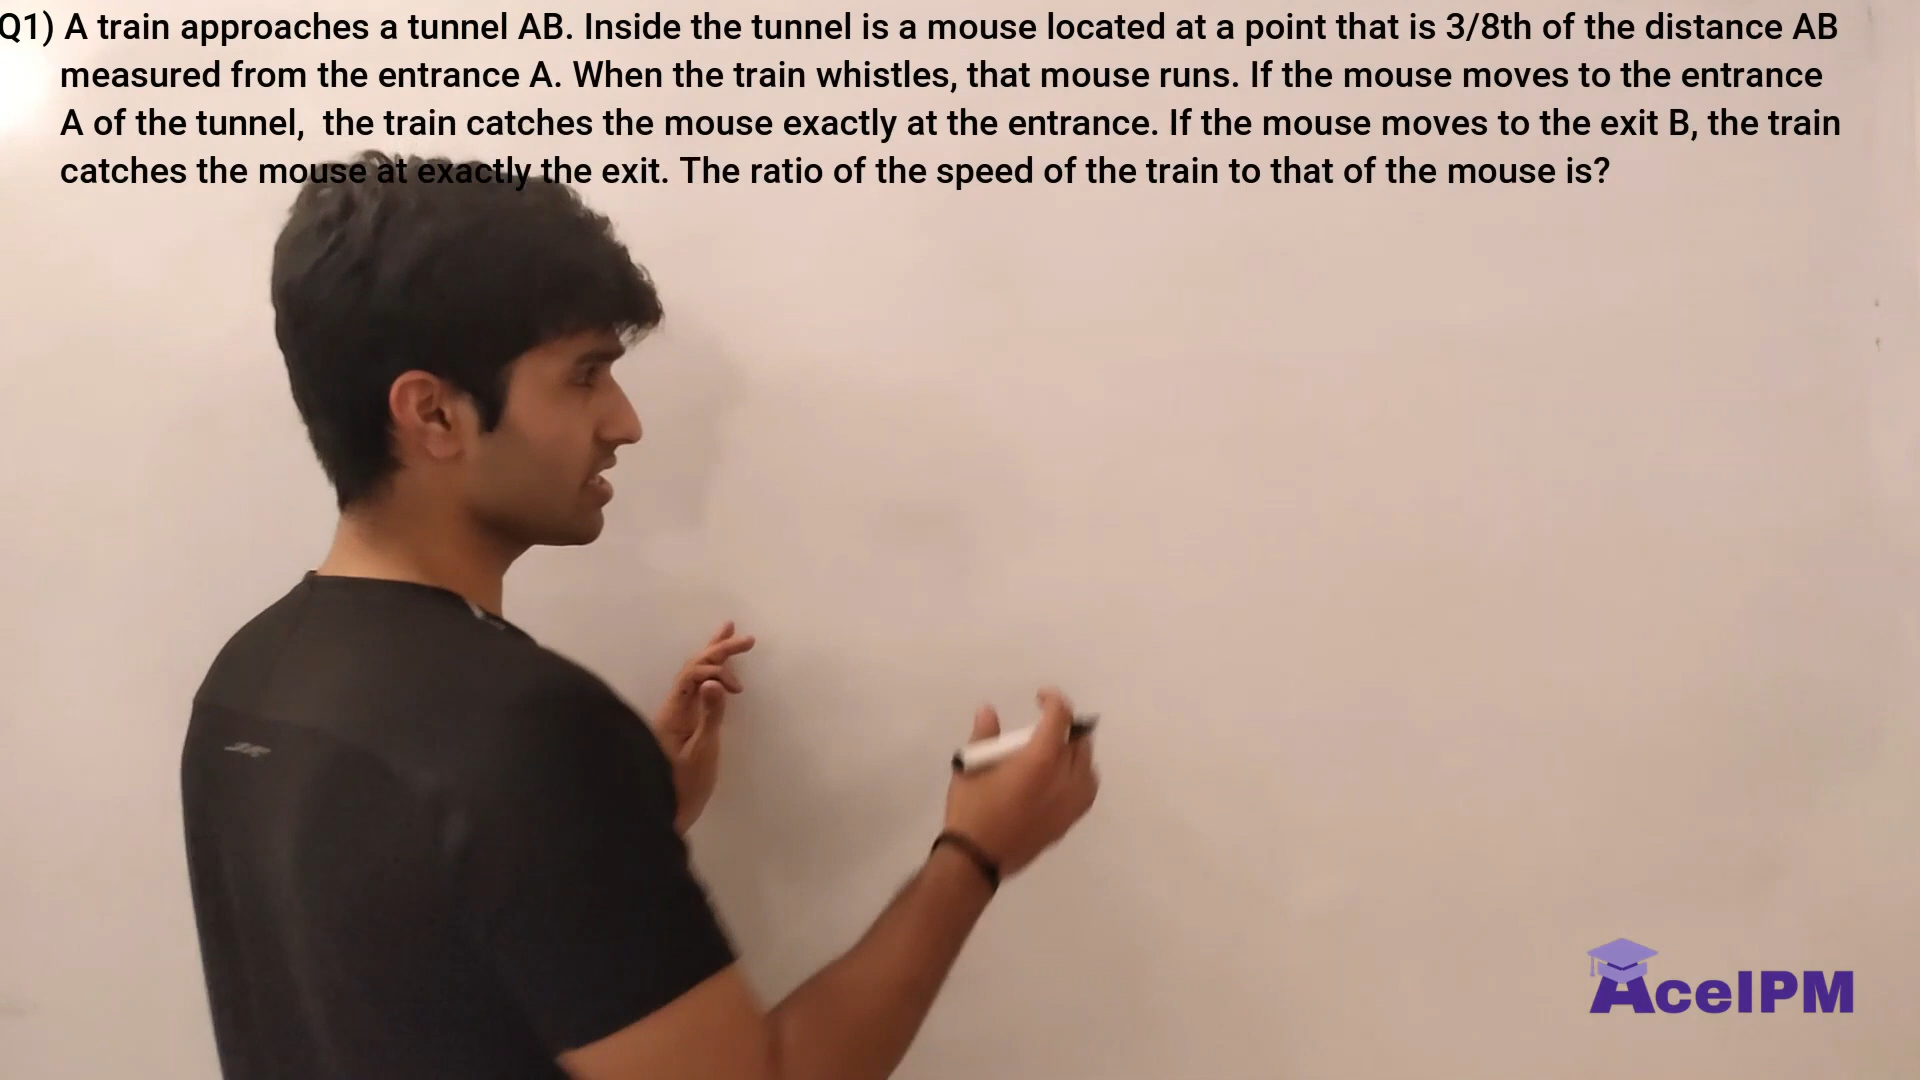 Q1) A train approaches a tunnel AB. Inside the tunnel is a mouse located at a point that is 3/8th of the distance AB
measured from the entrance A. When the train whistles, that mouse runs. If the mouse moves to the entrance
A of the tunnel, the train catches the mouse exactly at the entrance. If the mouse moves to the exit B, the train
catches the mouse at exactly the exit. The ratio of the speed of the train to that of the mouse is?
AceIPM